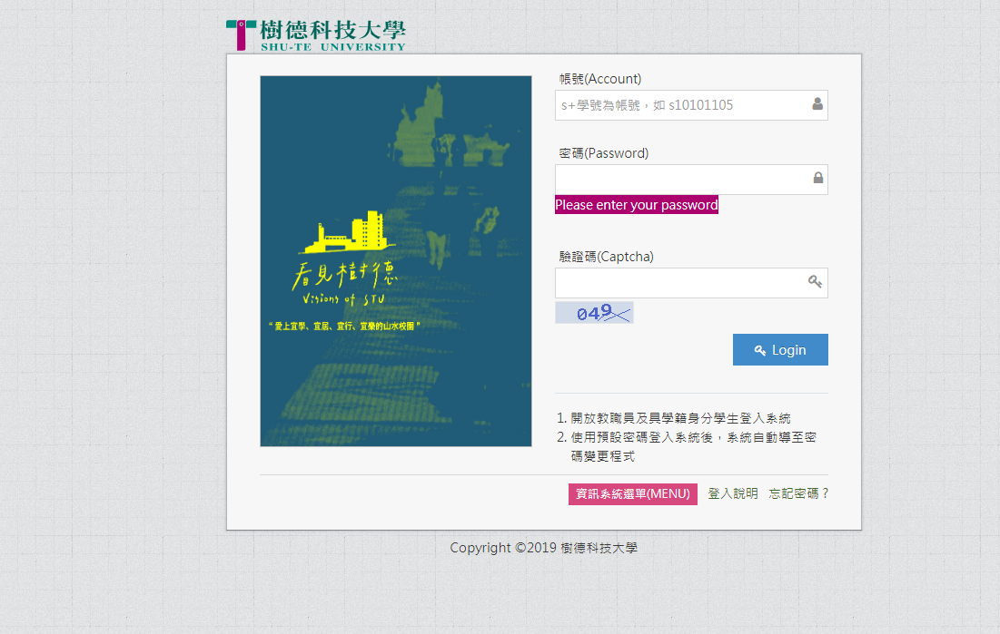 樹德科技大學
SHU-TE UNIVERSITY
看見樹德
Visions of STU
“愛上宜學、宜居、宜行、宜樂的山水校園”
帳號(Account)
s+學號為帳號，如 s10101105
密碼(Password)
Please enter your password
驗證碼(Captcha)
049
Login
1. 開放教職員及具學籍身分學生登入系統
2. 使用預設密碼登入系統後，系統自動導至密
碼變更程式
資訊系統選單(MENU) 登入說明 忘記密碼？
Copyright ©2019 樹德科技大學